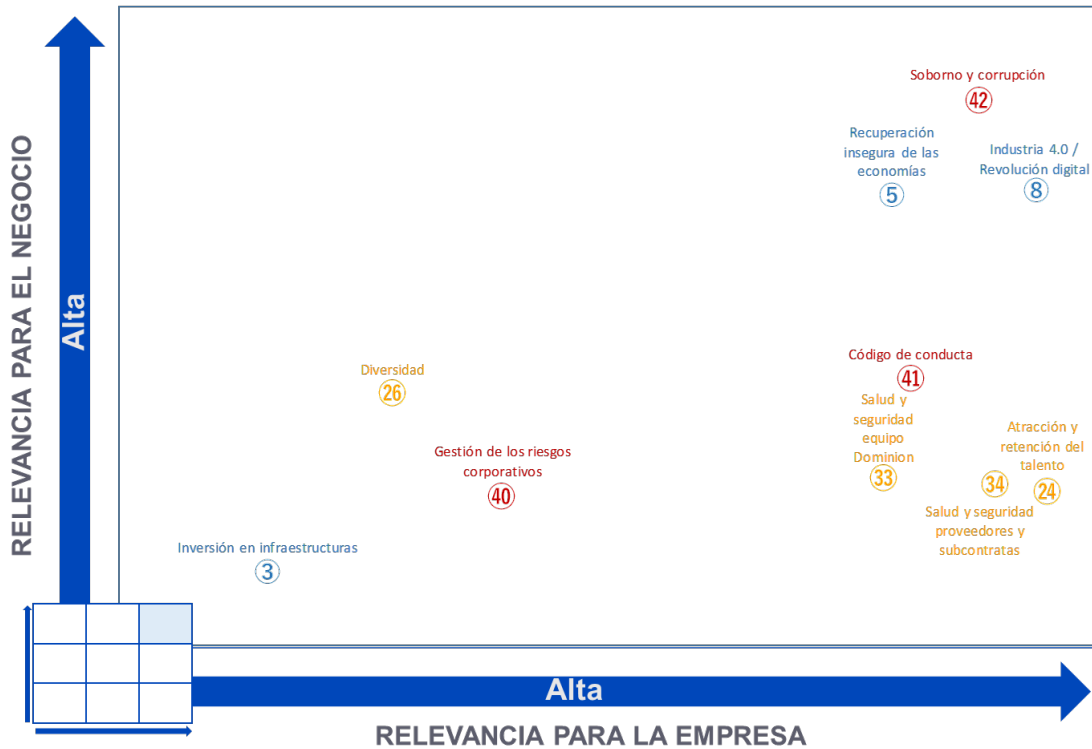 RELEVANCIA PARA EL NEGOCIO
Alta
Soborno y corrupción
42
Recuperación
insegura de las
economías
5
Industria 4.0 /
Revolución digital
8
Diversidad
26
Código de conducta
41
Salud y
seguridad
equipo
Dominion
33
Atracción y
retención del
talento
24
34
Salud y seguridad
proveedores y
subcontratas
Gestión de los riesgos
corporativos
40
Inversión en infraestructuras
3
Alta
RELEVANCIA PARA LA EMPRESA